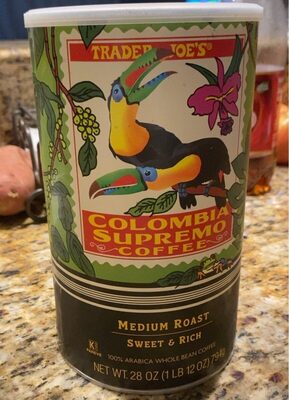 TRADER JOE'S®
COLOMBIA
SUPREMO
COFFEE
MEDIUM ROAST
SWEET & RICH
100% ARABICA WHOLE BEAN COFFEE
NET WT. 28 OZ (1 LB 12 OZ) 794g